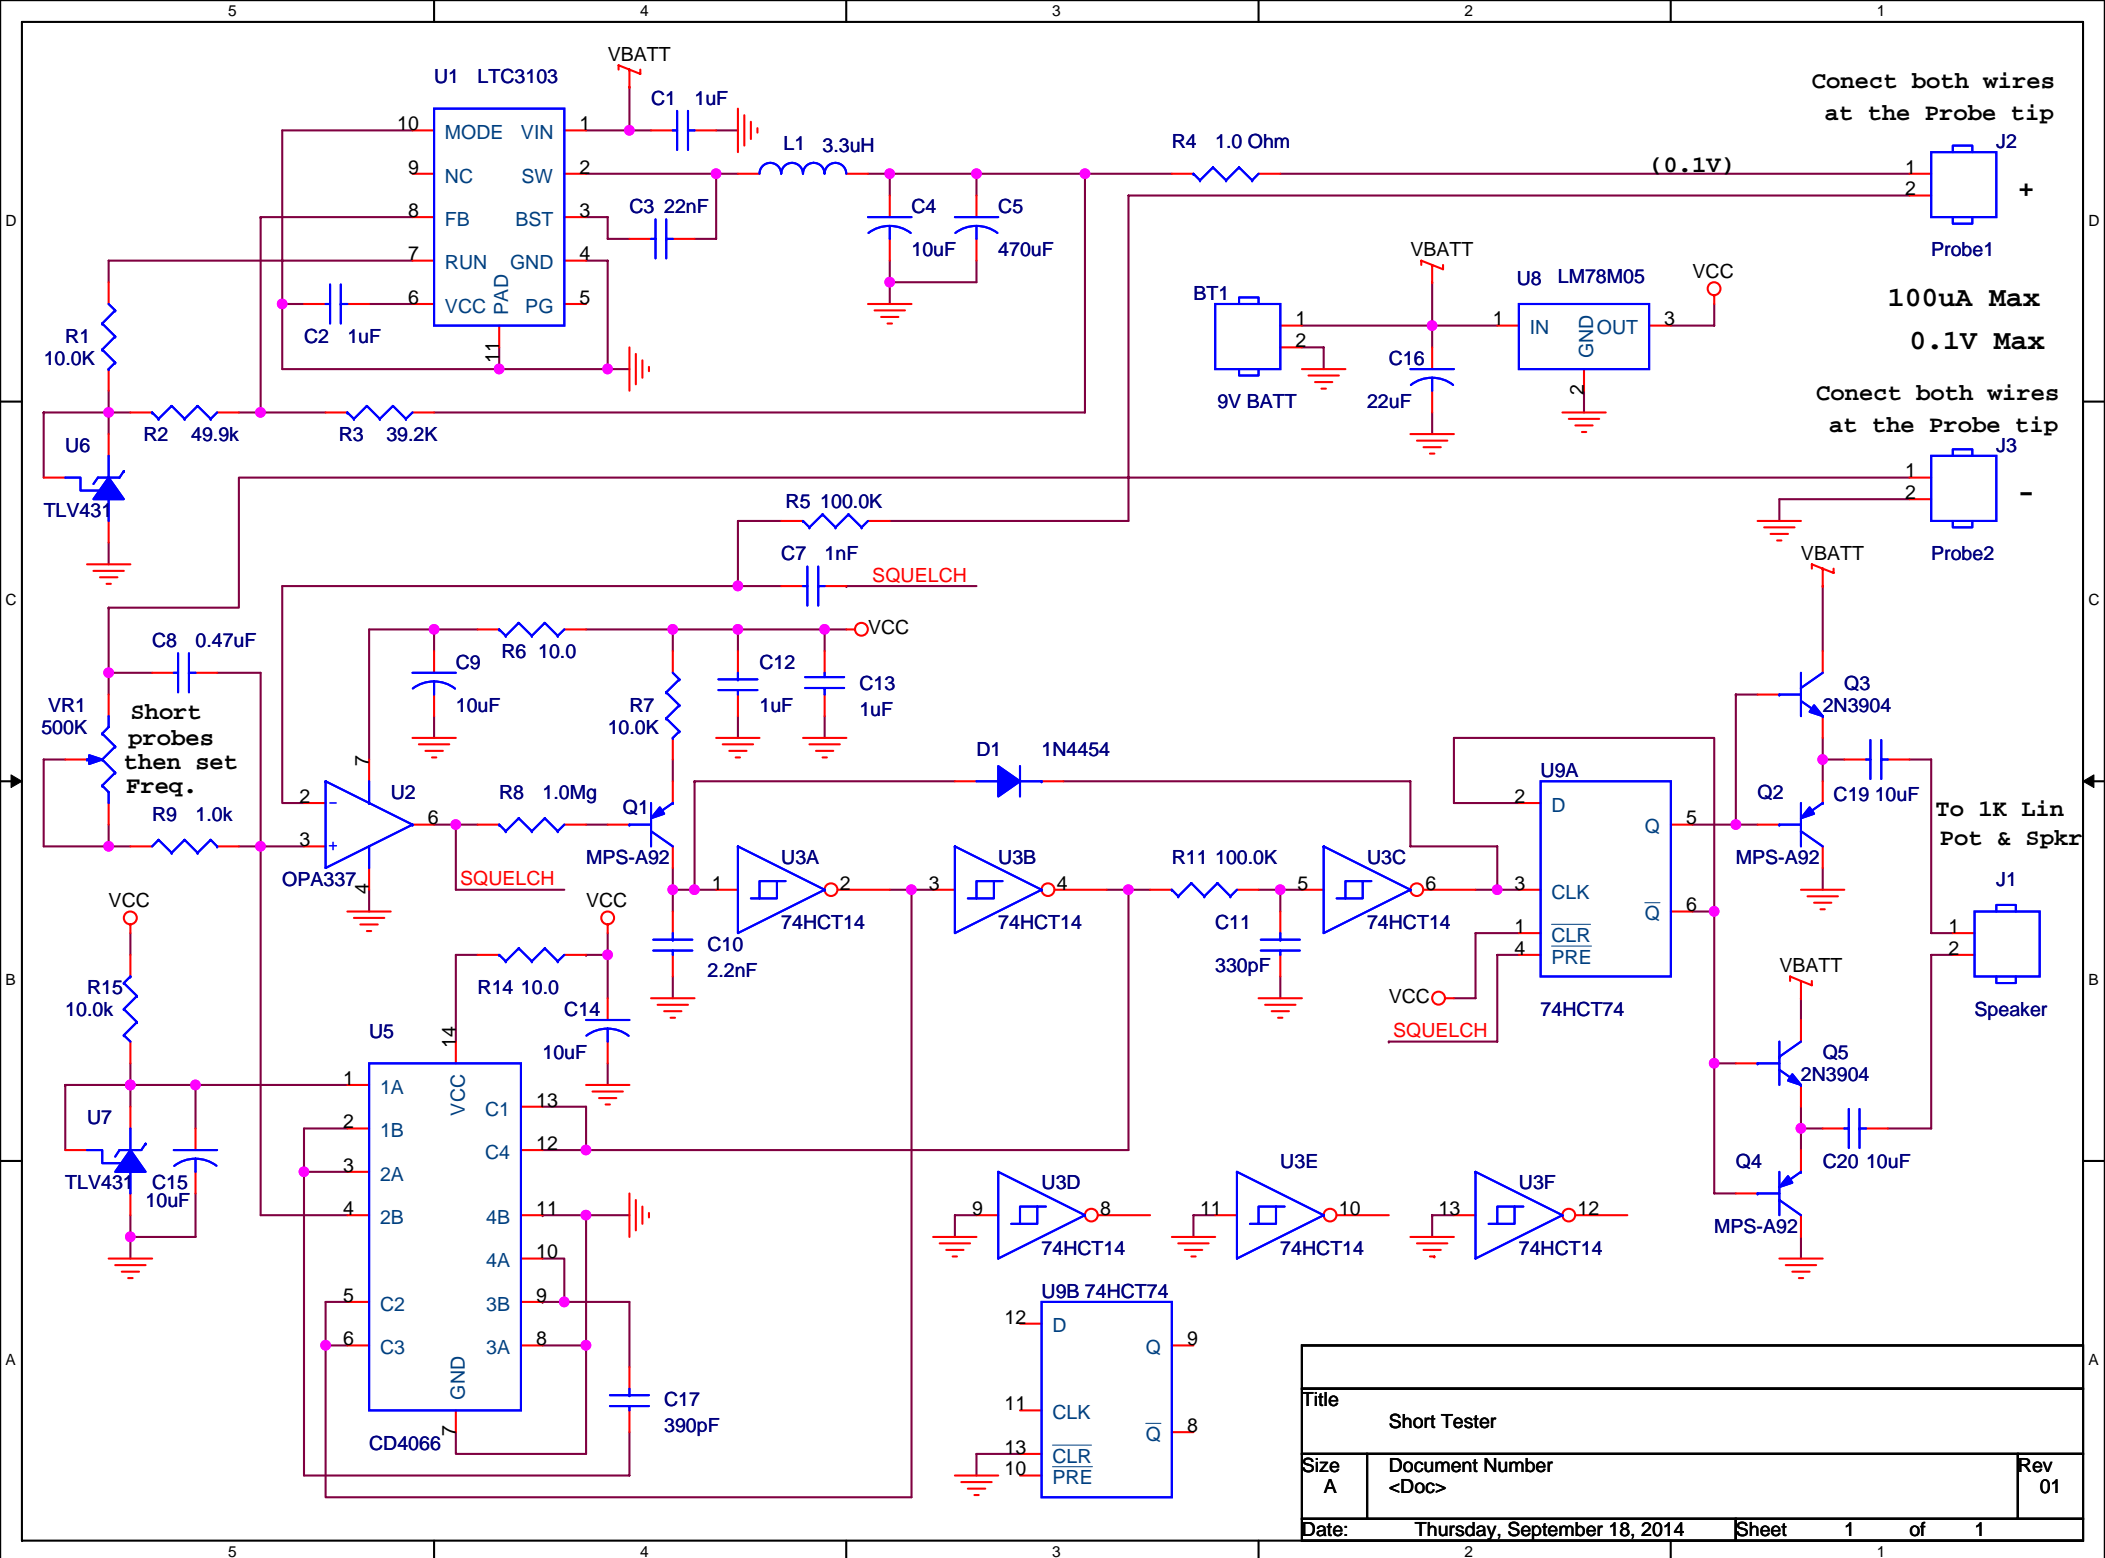 5 4 3 2 1
D
C
B
A
U1 LTC3103
VBATT
10 MODE VIN 1
9 NC SW 2
8 FB BST 3
7 RUN GND 4
6 VCC PAD PG 5
11
C1 1uF
L1 3.3uH
C3 22nF
C4
10uF
C5
470uF
C2 1uF
R1
10.0K
R2 49.9k
R3 39.2K
U6
TLV431
R4 1.0 Ohm
(0.1V)
Conect both wires
at the Probe tip
J2
1
2
+
Probe1
100uA Max
0.1V Max
Conect both wires
at the Probe tip
J3
1
2
-
Probe2
BT1
1
2
9V BATT
VBATT
C16
22uF
U8 LM78M05
1 IN GND OUT 3
2
VCC
R5 100.0K
C7 1nF
SQUELCH
C8 0.47uF
VR1
500K
Short
probes
then set
Freq.
R9 1.0k
C9
10uF
R6 10.0
VCC
R7
10.0K
C12
1uF
C13
1uF
2 -
3 +
7
4
6
U2
OPA337
R8 1.0Mg
SQUELCH
Q1
MPS-A92
D1 1N4454
C10
2.2nF
1 U3A 2
74HCT14
3 U3B 4
74HCT14
R11 100.0K
C11
330pF
5 U3C 6
74HCT14
U9A
2 D
Q 5
3 CLK
Q 6
1 CLR
4 PRE
74HCT74
VCC
SQUELCH
VBATT
Q3
2N3904
Q2
MPS-A92
C19 10uF
To 1K Lin
Pot & Spkr
J1
1
2
Speaker
VBATT
Q5
2N3904
Q4
MPS-A92
C20 10uF
VCC
R15
10.0k
U7
TLV431
C15
10uF
VCC
R14 10.0
C14
10uF
U5
14
VCC
1 1A
2 1B
3 2A
4 2B
5 C2
6 C3
C1 13
C4 12
4B 11
4A 10
3B 9
3A 8
GND
7
CD4066
C17
390pF
9 U3D 8
74HCT14
11 U3E 10
74HCT14
13 U3F 12
74HCT14
U9B 74HCT74
12 D
Q 9
11 CLK
Q 8
13 CLR
10 PRE
Title
Short Tester
Size
A
Document Number
<Doc>
Rev
01
Date: Thursday, September 18, 2014 Sheet 1 of 1
D
C
B
A
5 4 3 2 1